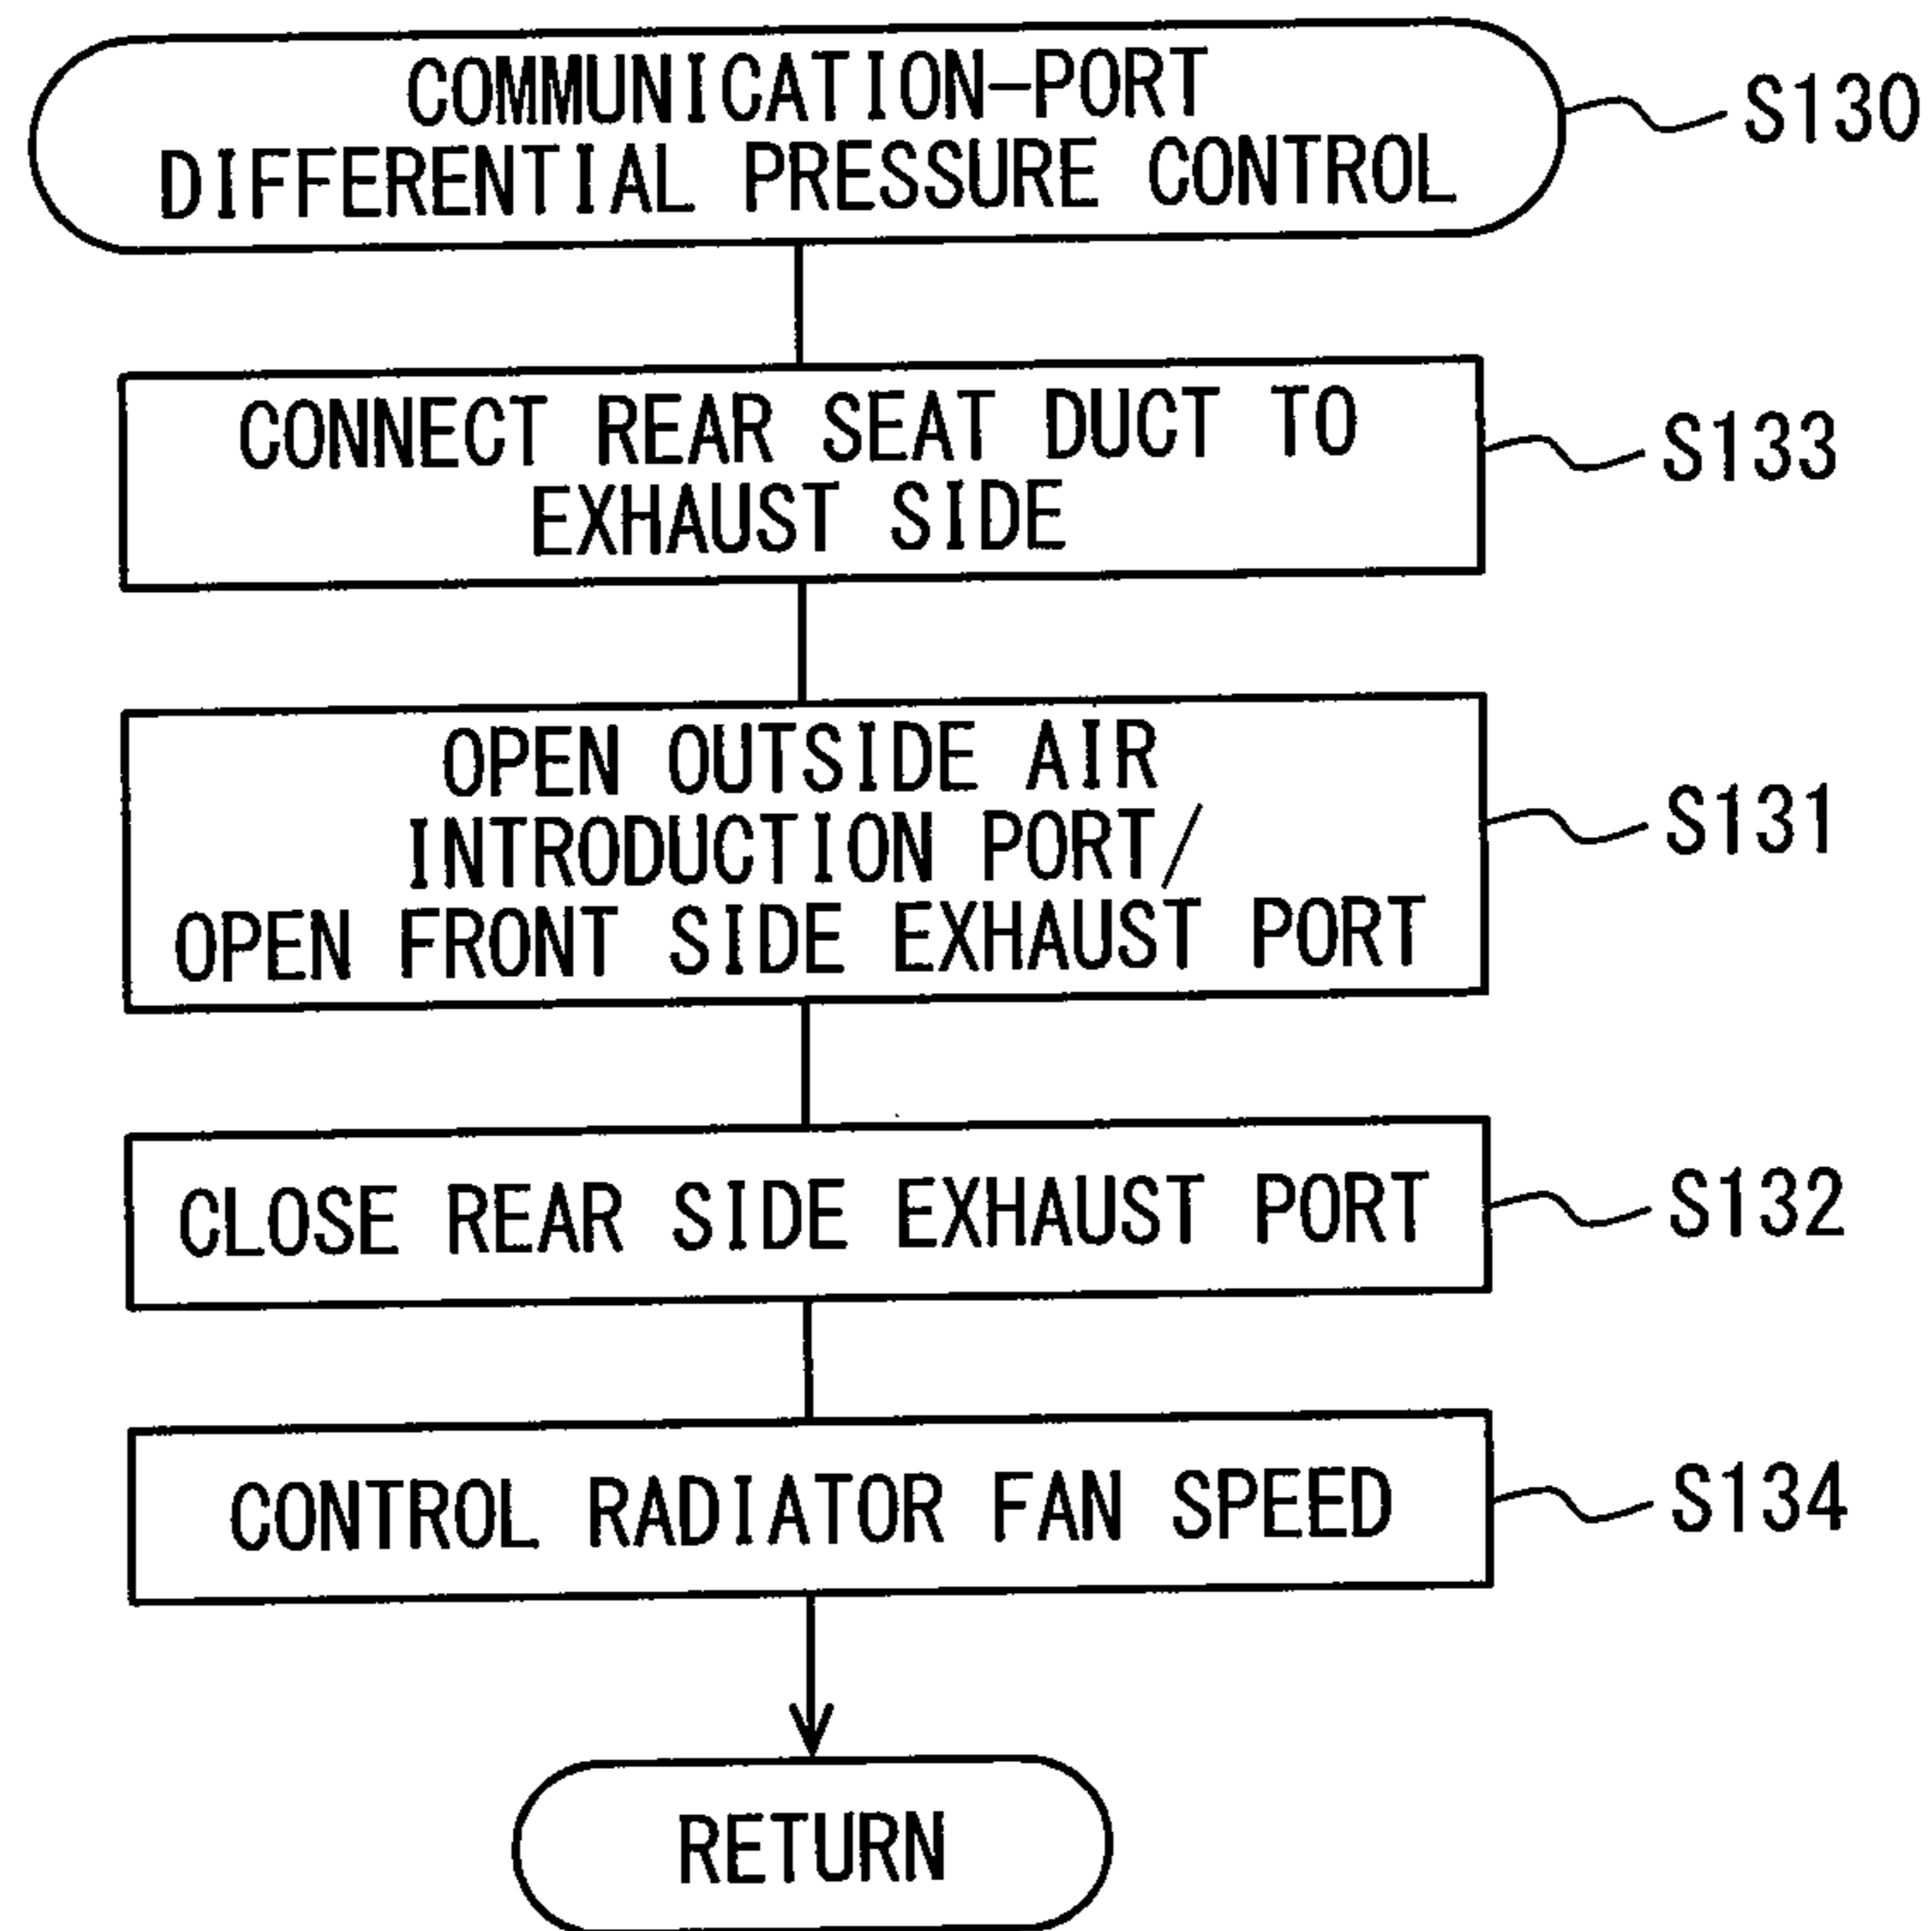 COMMUNICATION-PORT
DIFFERENTIAL PRESSURE CONTROL
S130
CONNECT REAR SEAT DUCT TO
EXHAUST SIDE
S133
OPEN OUTSIDE AIR
INTRODUCTION PORT/
OPEN FRONT SIDE EXHAUST PORT
S131
CLOSE REAR SIDE EXHAUST PORT
S132
CONTROL RADIATOR FAN SPEED
S134
RETURN